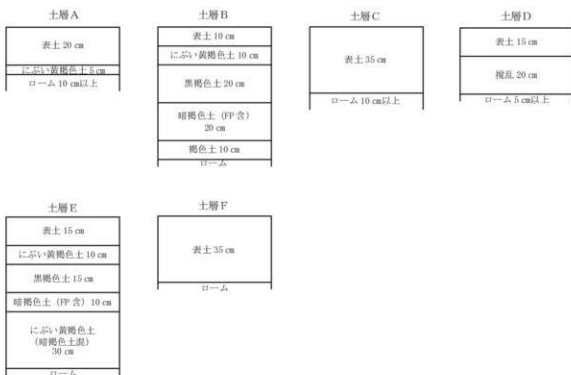 土層A
表土 20 cm
にぶい黄褐色土 5 cm
ローム 10 cm以上
土層B
表土 10 cm
にぶい黄褐色土 10 cm
黒褐色土 20 cm
暗褐色土（FP 含）
20 cm
褐色土 10 cm
ローム
土層C
表土 35 cm
ローム 10 cm以上
土層D
表土 15 cm
撹乱 20 cm
ローム 5 cm以上
土層E
表土 15 cm
にぶい黄褐色土 10 cm
黒褐色土 15 cm
暗褐色土（FP 含）10 cm
にぶい黄褐色土
（暗褐色土混）
30 cm
ローム
土層F
表土 35 cm
ローム